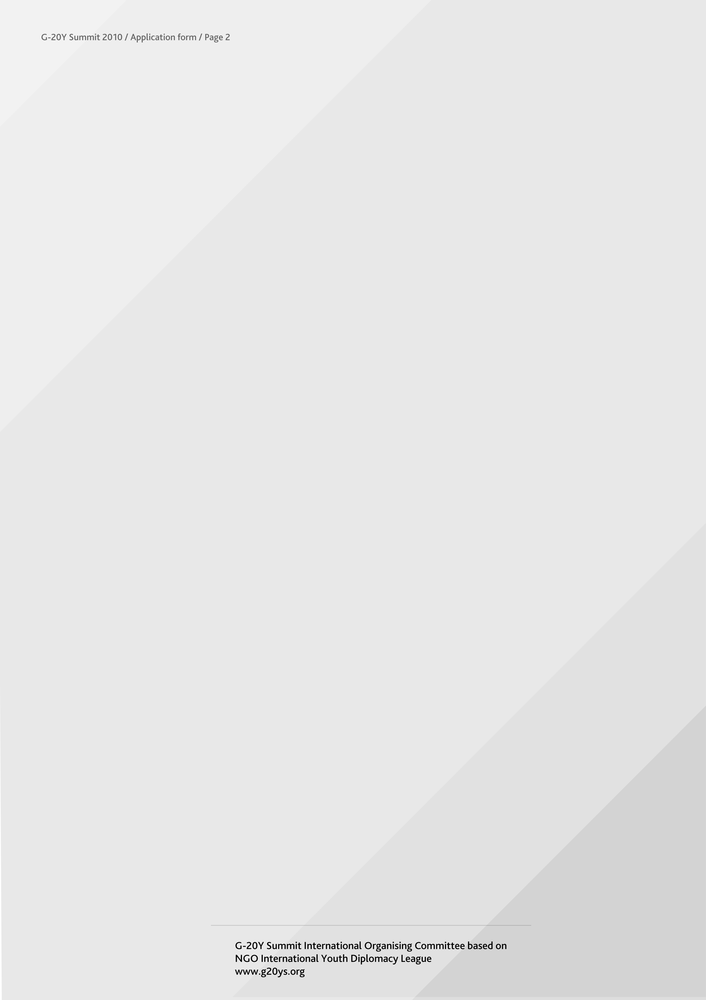 G-20Y Summit 2010 / Application form / Page 2
G-20Y Summit International Organising Committee based on
NGO International Youth Diplomacy League
www.g20ys.org